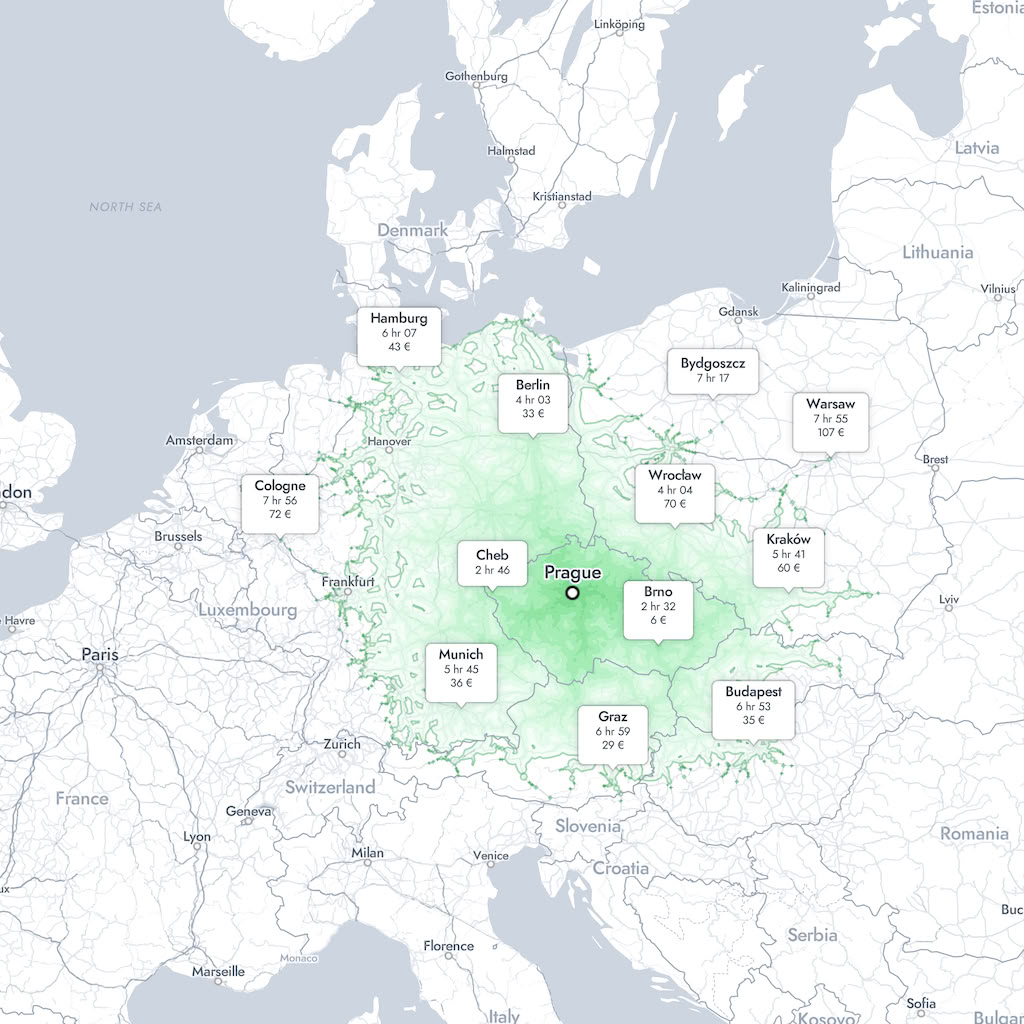 Linköping
Estonia
Gothenburg
Halmstad
Latvia
Kristianstad
NORTH SEA
Denmark
Lithuania
Kaliningrad
Vilnius
Gdansk
Hamburg
6 hr 07
43 €
Bydgoszcz
7 hr 17
Berlin
4 hr 03
33 €
Warsaw
7 hr 55
107 €
Amsterdam
Hanover
Brest
Wrocław
4 hr 04
70 €
Cologne
7 hr 56
72 €
don
Brussels
Kraków
5 hr 41
60 €
Cheb
2 hr 46
Prague
Frankfurt
Brno
2 hr 32
6 €
Luxembourg
Lviv
e Havre
Paris
Munich
5 hr 45
36 €
Budapest
6 hr 53
35 €
Graz
6 hr 59
29 €
Zurich
Switzerland
France
Geneva
Slovenia
Romania
Lyon
Milan
Venice
Croatia
ux
Buc
Serbia
Florence
Monaco
Marseille
Sofia
Italy
Kosovo
Bulgar